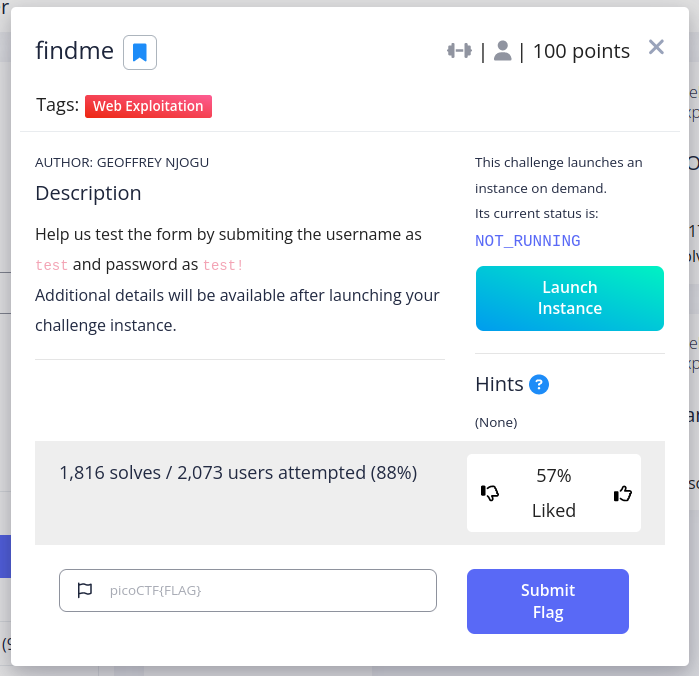 findme
| | 100 points
Tags: Web Exploitation
AUTHOR: GEOFFREY NJOGU
Description
Help us test the form by submiting the username as
test and password as test!
Additional details will be available after launching your
challenge instance.
This challenge launches an
instance on demand.
Its current status is:
NOT_RUNNING
Launch
Instance
Hints ?
(None)
1,816 solves / 2,073 users attempted (88%)
57%
Liked
picoCTF{FLAG}
Submit
Flag